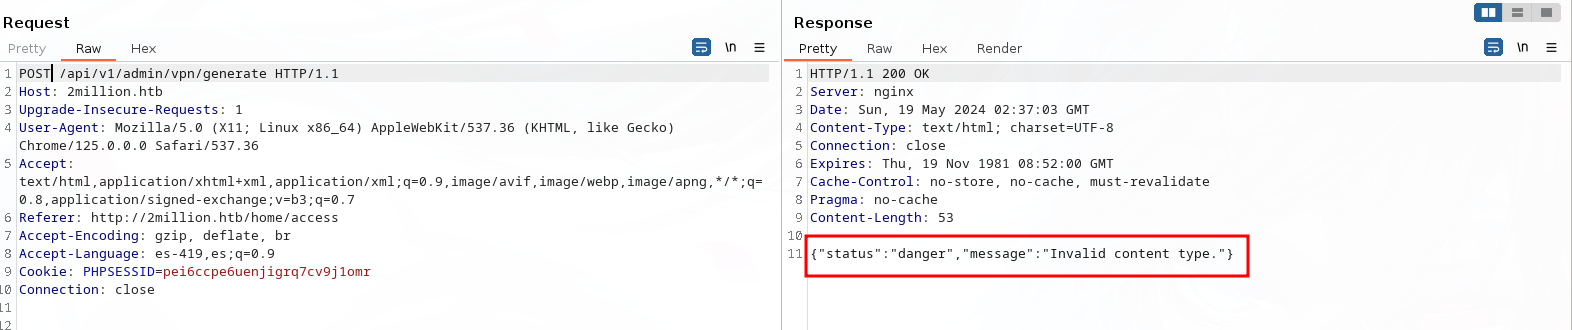 Request
Pretty Raw Hex \n
1 POST /api/v1/admin/vpn/generate HTTP/1.1
2 Host: 2million.htb
3 Upgrade-Insecure-Requests: 1
4 User-Agent: Mozilla/5.0 (X11; Linux x86_64) AppleWebKit/537.36 (KHTML, like Gecko)
Chrome/125.0.0.0 Safari/537.36
5 Accept:
text/html,application/xhtml+xml,application/xml;q=0.9,image/avif,image/webp,image/apng,*/*;q=
0.8,application/signed-exchange;v=b3;q=0.7
6 Referer: http://2million.htb/home/access
7 Accept-Encoding: gzip, deflate, br
8 Accept-Language: es-419,es;q=0.9
9 Cookie: PHPSESSID=pei6ccpe6uenjigrq7cv9j1omr
10 Connection: close
11
12
Response
Pretty Raw Hex Render \n
1 HTTP/1.1 200 OK
2 Server: nginx
3 Date: Sun, 19 May 2024 02:37:03 GMT
4 Content-Type: text/html; charset=UTF-8
5 Connection: close
6 Expires: Thu, 19 Nov 1981 08:52:00 GMT
7 Cache-Control: no-store, no-cache, must-revalidate
8 Pragma: no-cache
9 Content-Length: 53
10
11 {"status":"danger","message":"Invalid content type."}